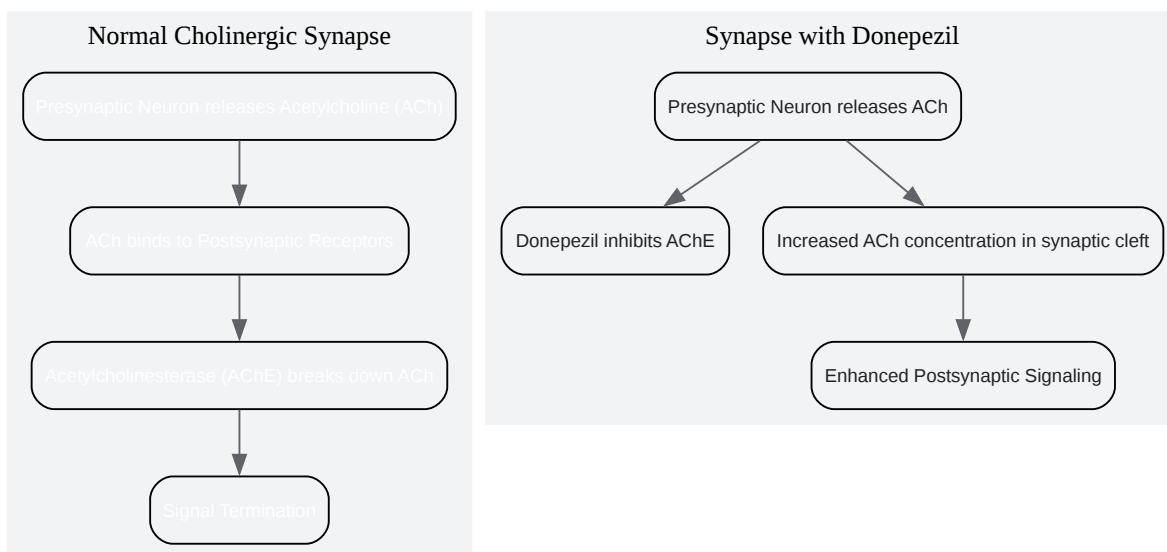 Normal Cholinergic Synapse
Presynaptic Neuron releases Acetylcholine (ACh)
ACh binds to Postsynaptic Receptors
Acetylcholinesterase (AChE) breaks down ACh
Signal Termination
Synapse with Donepezil
Presynaptic Neuron releases ACh
Donepezil inhibits AChE
Increased ACh concentration in synaptic cleft
Enhanced Postsynaptic Signaling